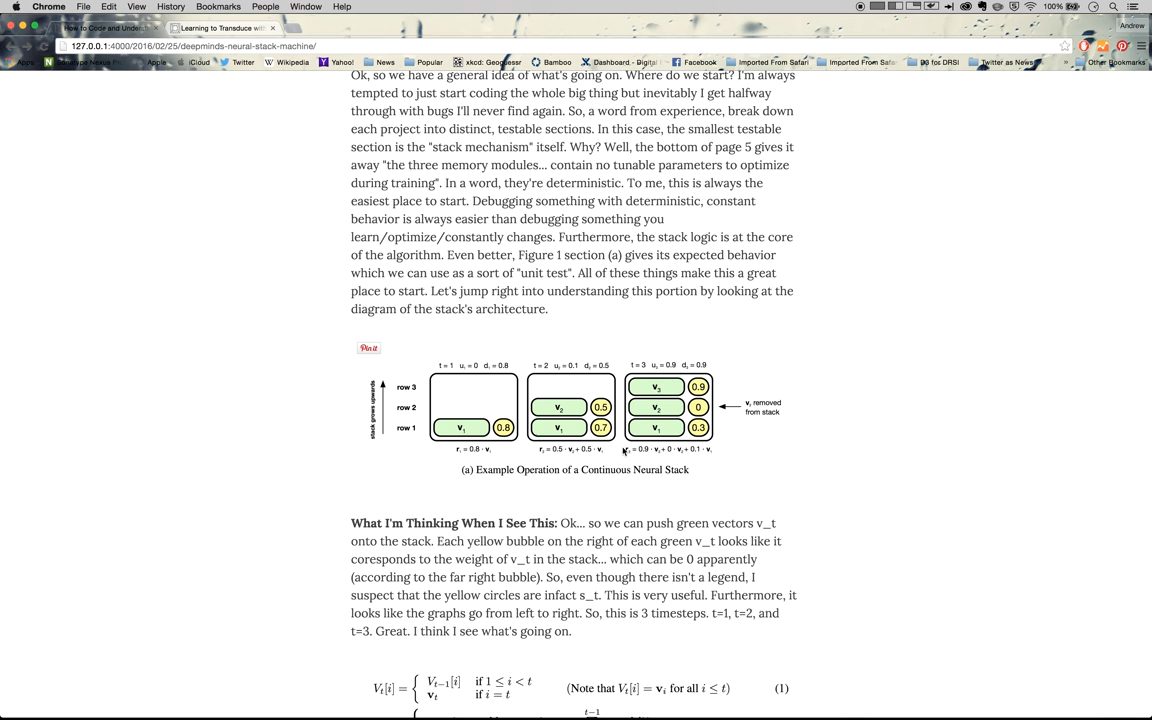 Chrome File Edit View History Bookmarks People Window Help 100%
How to Code and Under Learning to Transduce wit Andrew
127.0.0.1:4000/2016/02/25/deepminds-neural-stack-machine/
Apps Apple iCloud Twitter Wikipedia Yahoo! News Popular xkcd: Geoguessr Bamboo Dashboard - Digital Facebook Imported From Safari Imported From Safa D3 for DRSI Twitter as News » Other Bookmarks
Ok, so we have a general idea of what's going on. Where do we start? I'm always
tempted to just start coding the whole big thing but inevitably I get halfway
through with bugs I'll never find again. So, a word from experience, break down
each project into distinct, testable sections. In this case, the smallest testable
section is the "stack mechanism" itself. Why? Well, the bottom of page 5 gives it
away "the three memory modules... contain no tunable parameters to optimize
during training". In a word, they're deterministic. To me, this is always the
easiest place to start. Debugging something with deterministic, constant
behavior is always easier than debugging something you
learn/optimize/constantly changes. Furthermore, the stack logic is at the core
of the algorithm. Even better, Figure 1 section (a) gives its expected behavior
which we can use as a sort of "unit test". All of these things make this a great
place to start. Let's jump right into understanding this portion by looking at the
diagram of the stack's architecture.
Pin it
t = 1 u₁ = 0 d₁ = 0.8 t = 2 u₂ = 0.1 d₂ = 0.5 t = 3 u₃ = 0.9 d₃ = 0.9
stack grows upwards
row 3 v₃ 0.9
row 2 v₂ 0.5 v₂ 0 v₂ removed
from stack
row 1 v₁ 0.8 v₁ 0.7 v₁ 0.3
r₁ = 0.8 · v₁ r₂ = 0.5 · v₂ + 0.5 · v₁ r₃ = 0.9 · v₃ + 0 · v₂ + 0.1 · v₁
(a) Example Operation of a Continuous Neural Stack
What I'm Thinking When I See This: Ok... so we can push green vectors v_t
onto the stack. Each yellow bubble on the right of each green v_t looks like it
coresponds to the weight of v_t in the stack... which can be 0 apparently
(according to the far right bubble). So, even though there isn't a legend, I
suspect that the yellow circles are infact s_t. This is very useful. Furthermore, it
looks like the graphs go from left to right. So, this is 3 timesteps. t=1, t=2, and
t=3. Great. I think I see what's going on.
Vₜ[i] = { Vₜ₋₁[i] if 1 ≤ i < t
vₜ if i = t (Note that Vₜ[i] = vᵢ for all i ≤ t) (1)
t−1